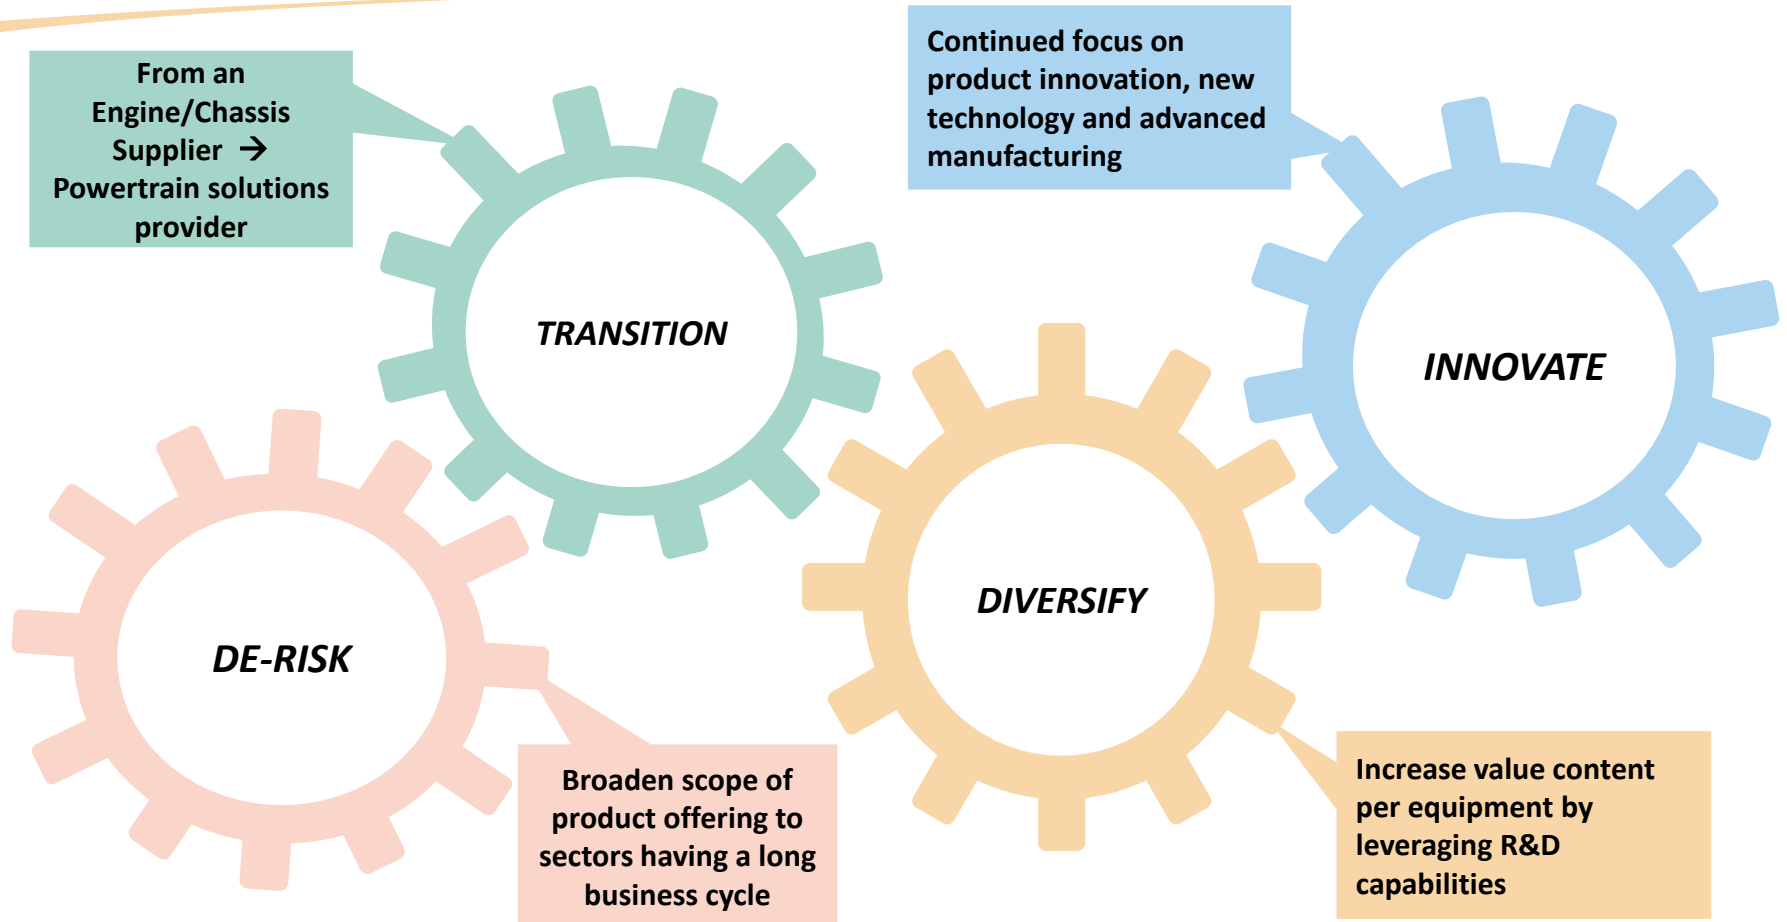 From an
Engine/Chassis
Supplier →
Powertrain solutions
provider
Continued focus on
product innovation, new
technology and advanced
manufacturing
TRANSITION
INNOVATE
DE-RISK
DIVERSIFY
Broaden scope of
product offering to
sectors having a long
business cycle
Increase value content
per equipment by
leveraging R&D
capabilities